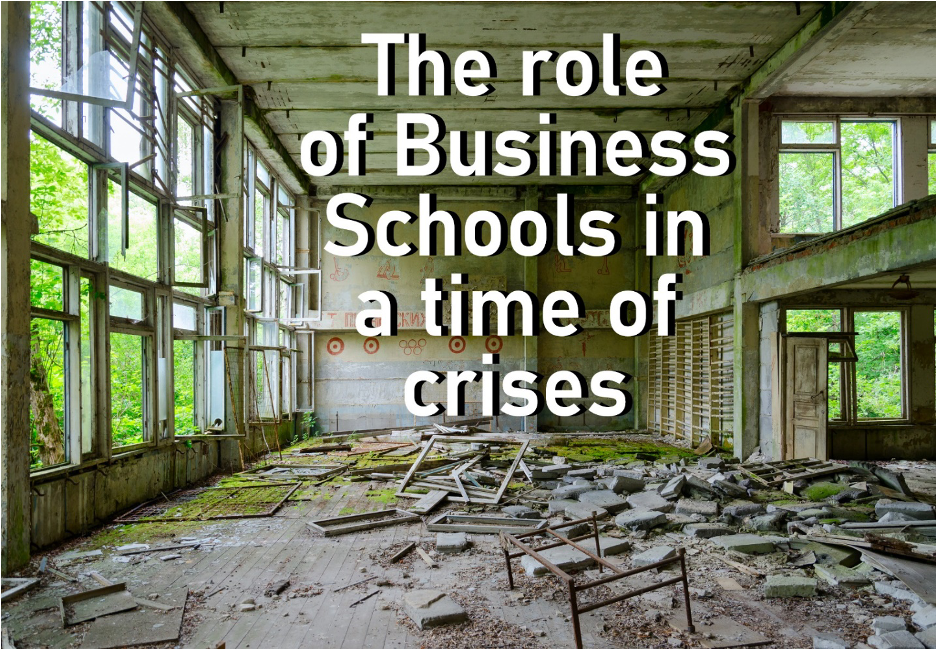 The role
of Business
Schools in
a time of
crises